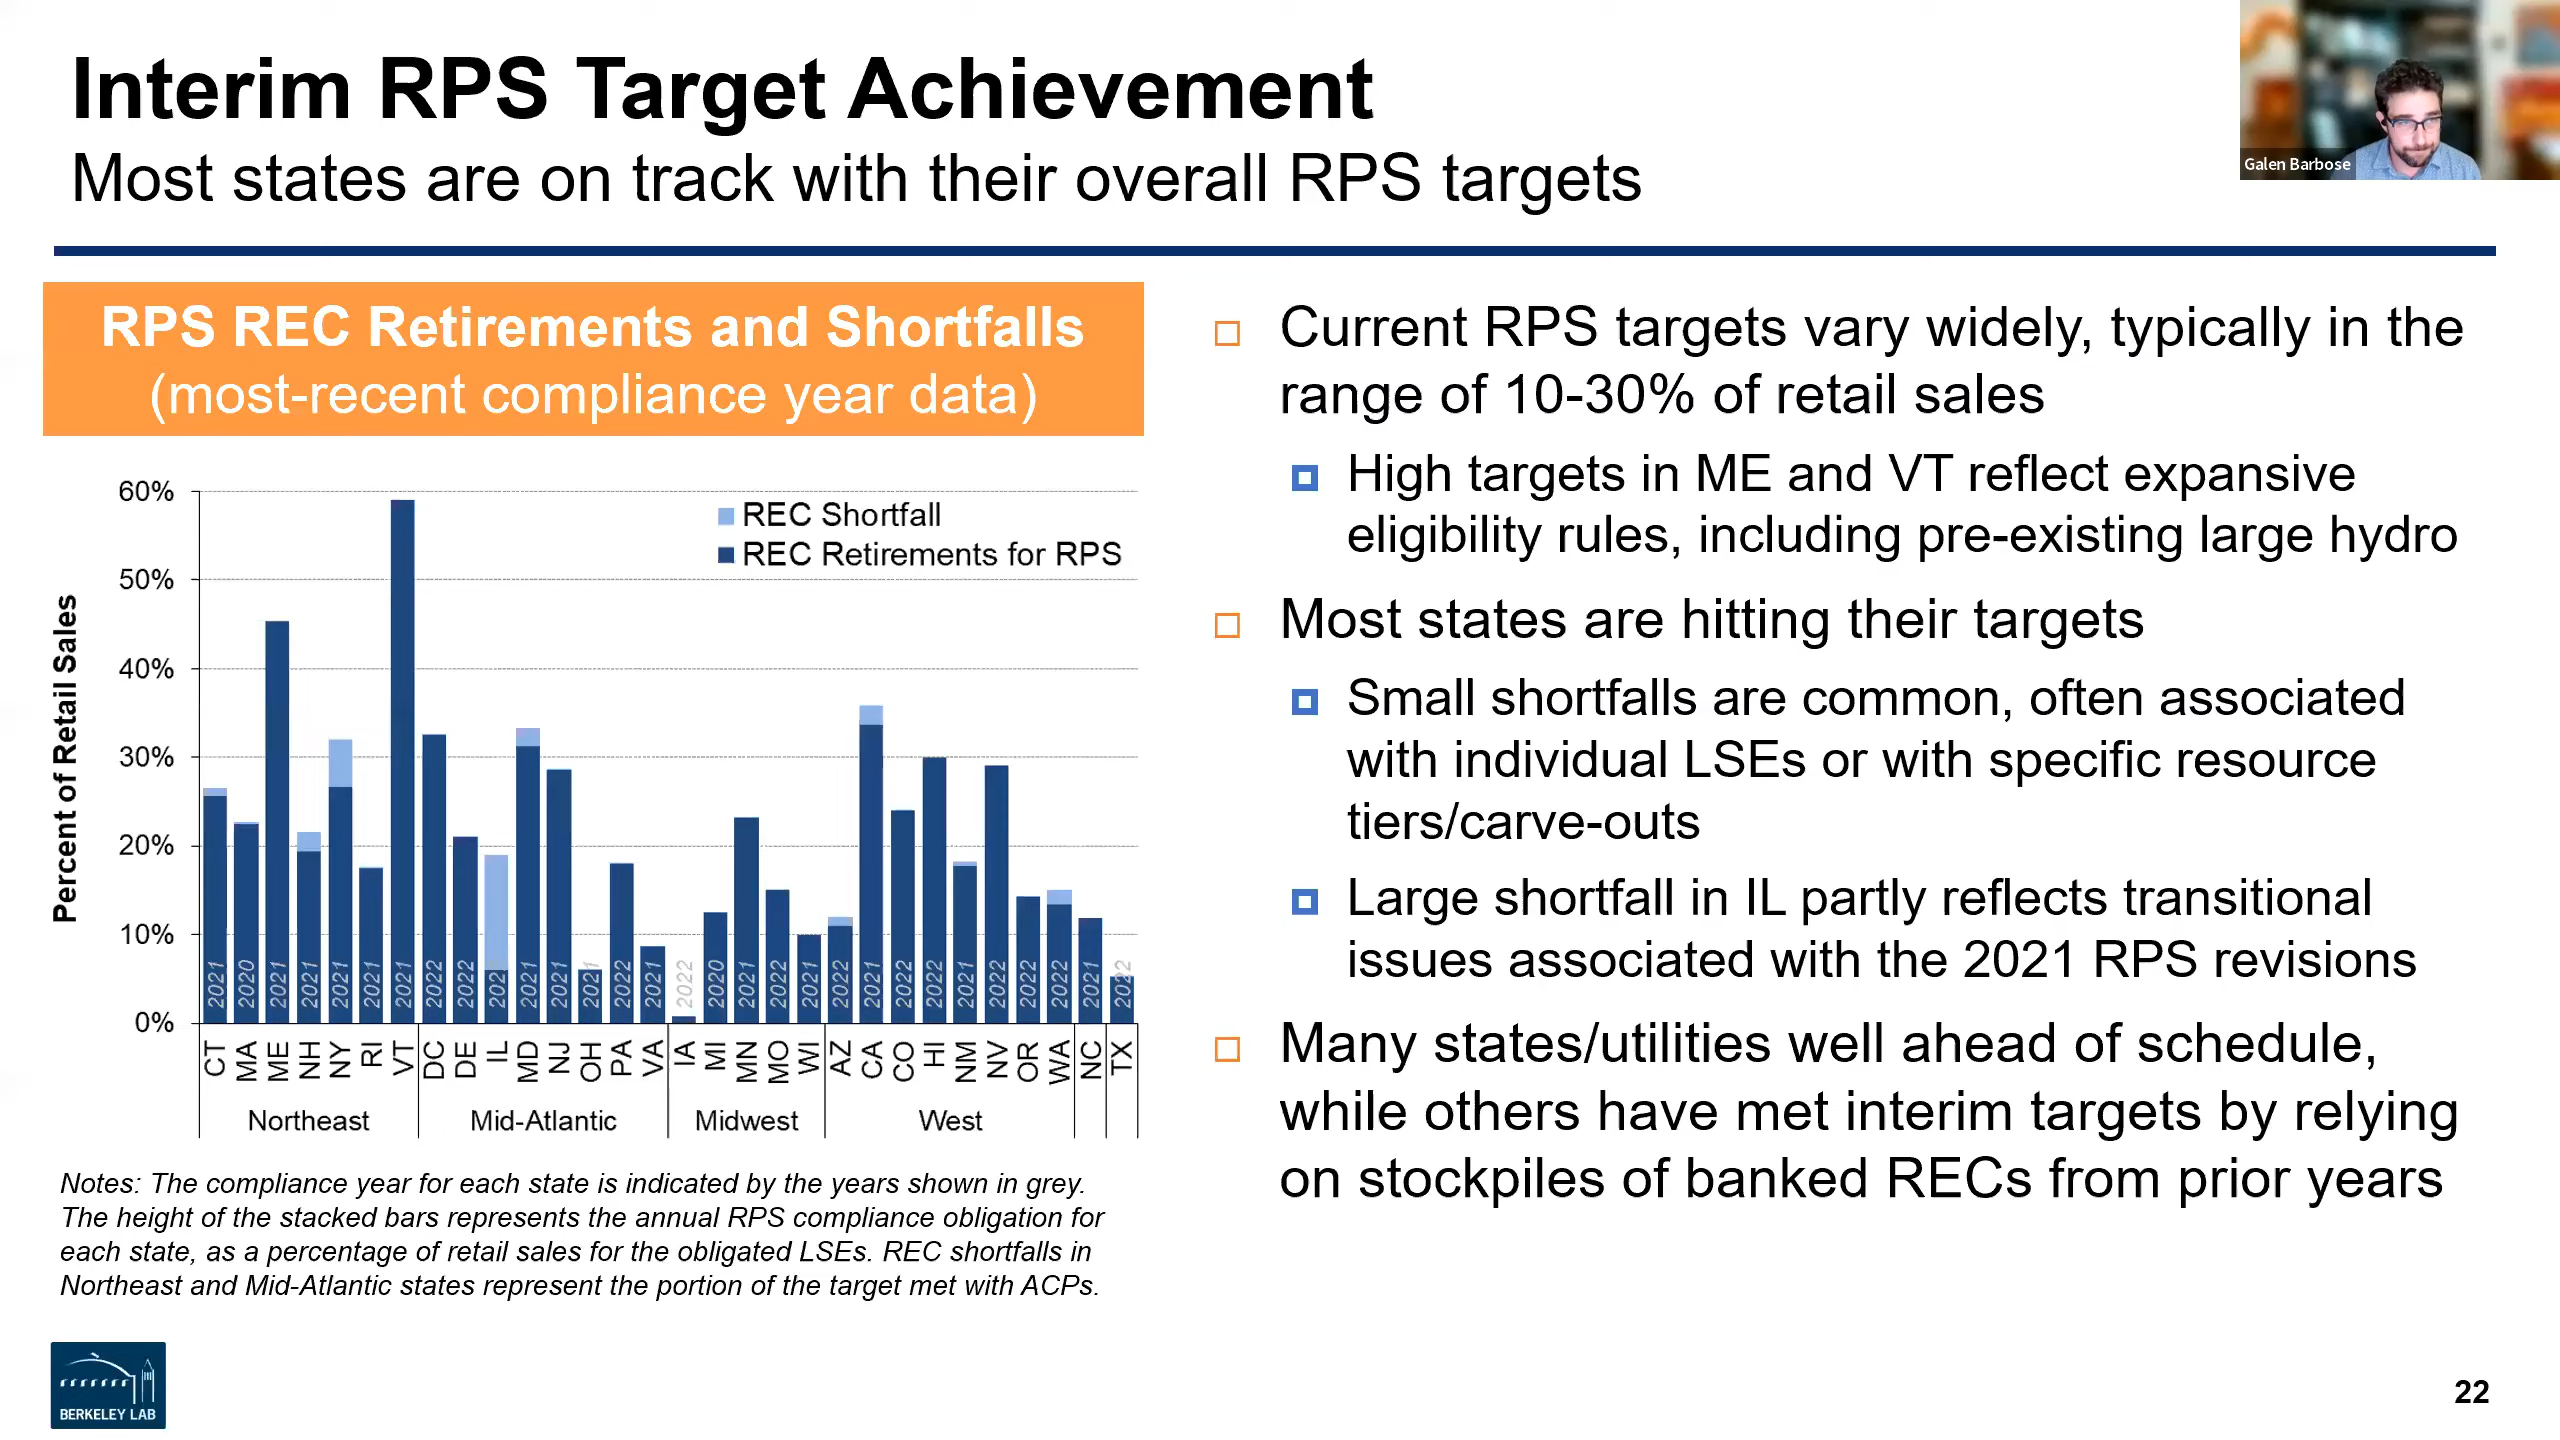 Interim RPS Target Achievement
Most states are on track with their overall RPS targets
Galen Barbose
RPS REC Retirements and Shortfalls
(most-recent compliance year data)
REC Shortfall
REC Retirements for RPS
Percent of Retail Sales
60%
50%
40%
30%
20%
10%
0%
2021 2020 2021 2021 2021 2021 2021 2022 2022 2021 2021 2021 2022 2021 2022 2020 2021 2022 2021 2022 2021 2022 2022 2021 2022 2022 2022 2021 2022
CT MA ME NH NY RI VT DC DE IL MD NJ OH PA VA IA MI MN MO WI AZ CA CO HI NM NV OR WA NC TX
Northeast Mid-Atlantic Midwest West
Notes: The compliance year for each state is indicated by the years shown in grey.
The height of the stacked bars represents the annual RPS compliance obligation for
each state, as a percentage of retail sales for the obligated LSEs. REC shortfalls in
Northeast and Mid-Atlantic states represent the portion of the target met with ACPs.
Current RPS targets vary widely, typically in the
range of 10-30% of retail sales
High targets in ME and VT reflect expansive
eligibility rules, including pre-existing large hydro
Most states are hitting their targets
Small shortfalls are common, often associated
with individual LSEs or with specific resource
tiers/carve-outs
Large shortfall in IL partly reflects transitional
issues associated with the 2021 RPS revisions
Many states/utilities well ahead of schedule,
while others have met interim targets by relying
on stockpiles of banked RECs from prior years
BERKELEY LAB
22